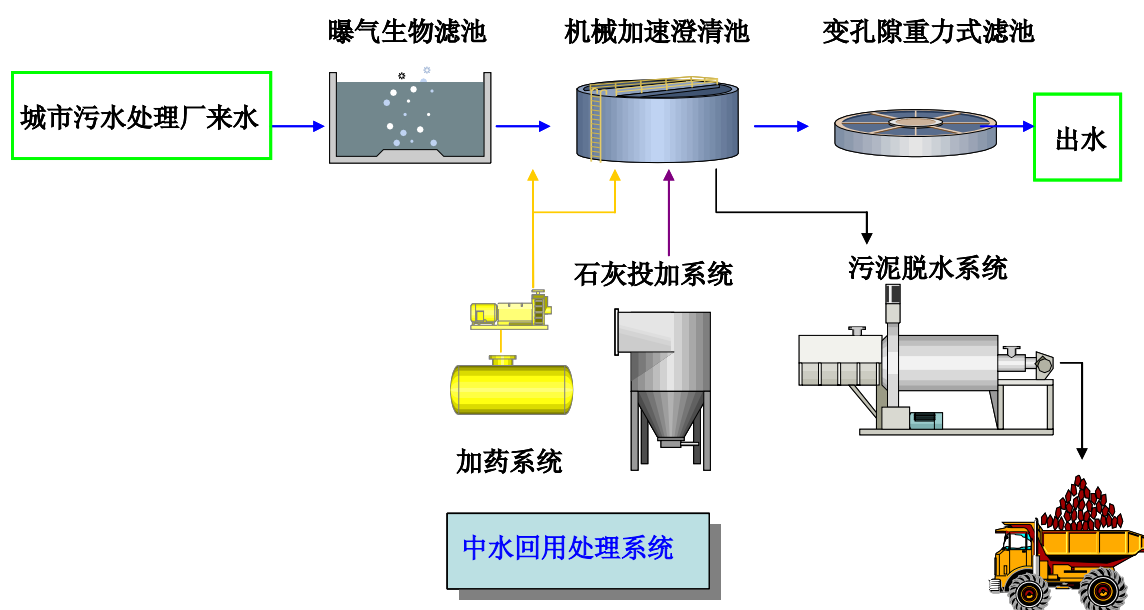 曝气生物滤池
机械加速澄清池
变孔隙重力式滤池
城市污水处理厂来水
出水
石灰投加系统
污泥脱水系统
加药系统
中水回用处理系统